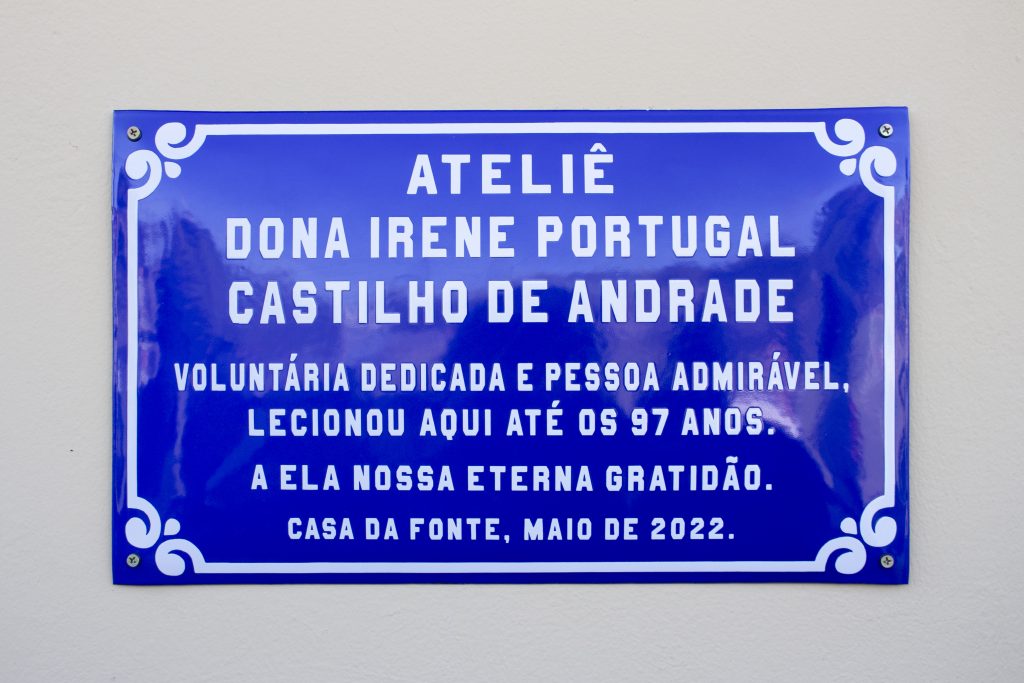 ATELIÊ
DONA IRENE PORTUGAL
CASTILHO DE ANDRADE
VOLUNTÁRIA DEDICADA E PESSOA ADMIRÁVEL,
LECIONOU AQUI ATÉ OS 97 ANOS.
A ELA NOSSA ETERNA GRATIDÃO.
CASA DA FONTE, MAIO DE 2022.